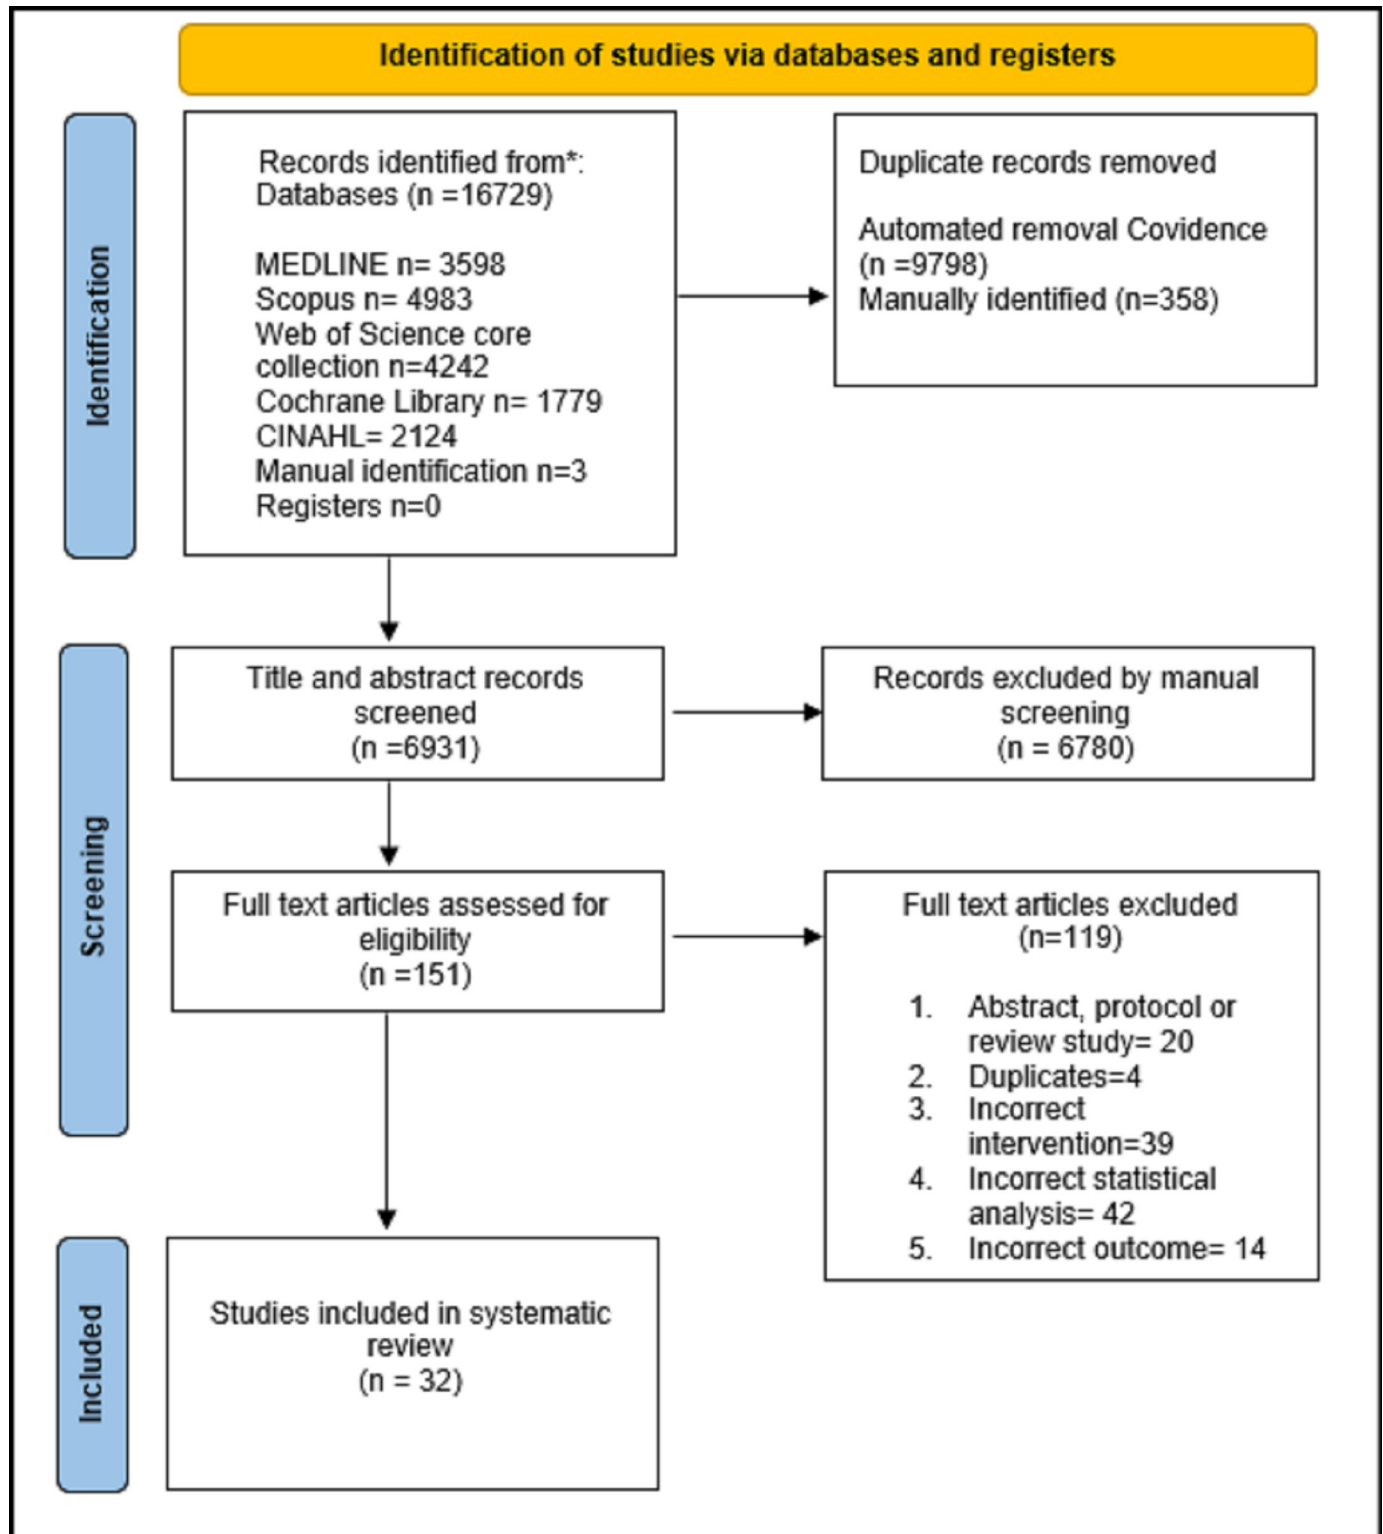 Identification of studies via databases and registers
Identification
Records identified from*:
Databases (n =16729)
MEDLINE n= 3598
Scopus n= 4983
Web of Science core
collection n=4242
Cochrane Library n= 1779
CINAHL= 2124
Manual identification n=3
Registers n=0
Duplicate records removed
Automated removal Covidence
(n =9798)
Manually identified (n=358)
Screening
Title and abstract records
screened
(n =6931)
Records excluded by manual
screening
(n = 6780)
Full text articles assessed for
eligibility
(n =151)
Full text articles excluded
(n=119)
1. Abstract, protocol or
review study= 20
2. Duplicates=4
3. Incorrect
intervention=39
4. Incorrect statistical
analysis= 42
5. Incorrect outcome= 14
Included
Studies included in systematic
review
(n = 32)